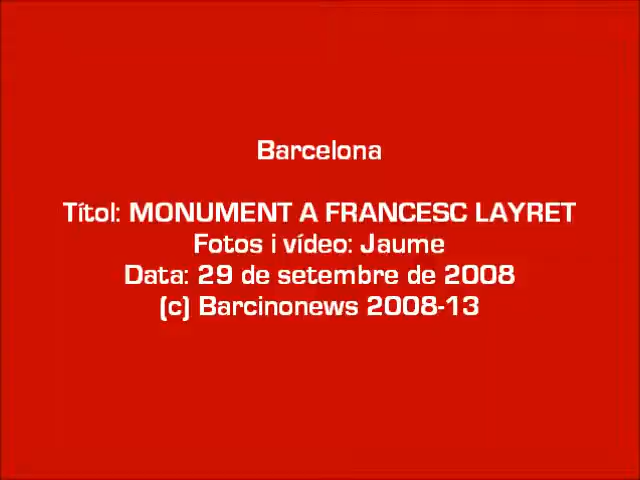 Barcelona
Títol: MONUMENT A FRANCESC LAYRET
Fotos i vídeo: Jaume
Data: 29 de setembre de 2008
(c) Barcinonews 2008-13